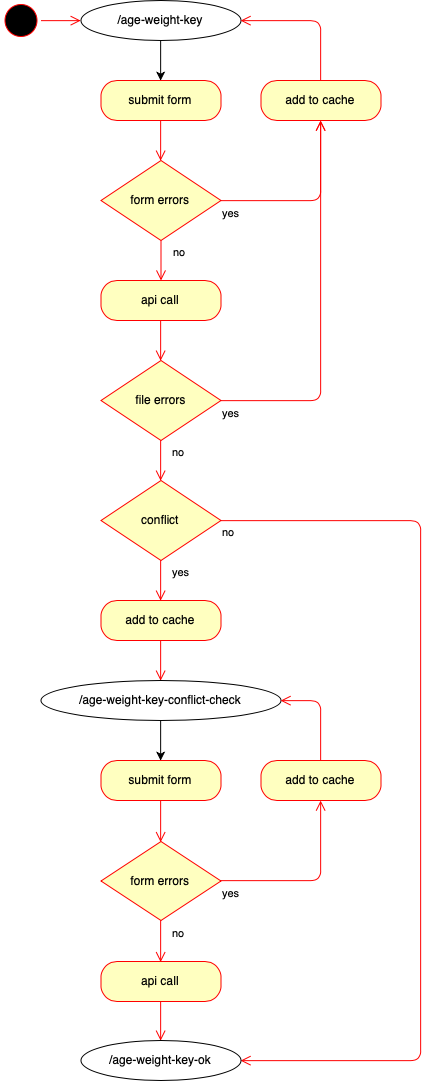 /age-weight-key
submit form
add to cache
form errors
yes
no
api call
file errors
yes
no
conflict
no
yes
add to cache
/age-weight-key-conflict-check
submit form
add to cache
form errors
yes
no
api call
/age-weight-key-ok